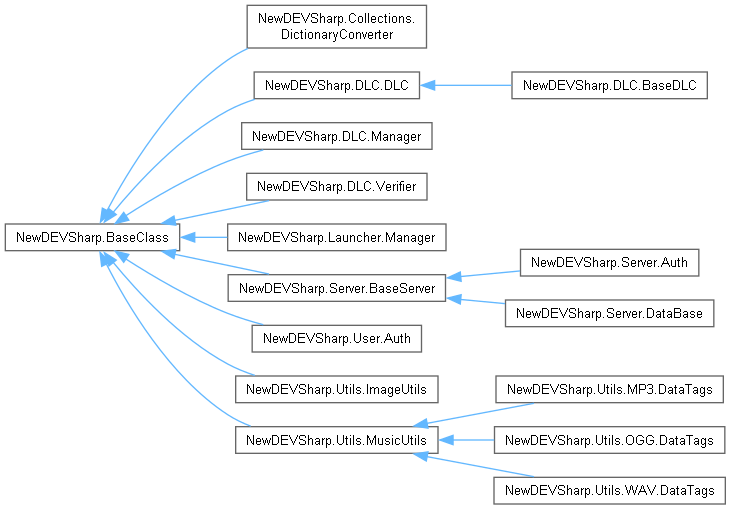 NewDEVSharp.Collections.
DictionaryConverter
NewDEVSharp.DLC.DLC
NewDEVSharp.DLC.BaseDLC
NewDEVSharp.DLC.Manager
NewDEVSharp.DLC.Verifier
NewDEVSharp.BaseClass
NewDEVSharp.Launcher.Manager
NewDEVSharp.Server.Auth
NewDEVSharp.Server.BaseServer
NewDEVSharp.Server.DataBase
NewDEVSharp.User.Auth
NewDEVSharp.Utils.ImageUtils
NewDEVSharp.Utils.MP3.DataTags
NewDEVSharp.Utils.MusicUtils
NewDEVSharp.Utils.OGG.DataTags
NewDEVSharp.Utils.WAV.DataTags